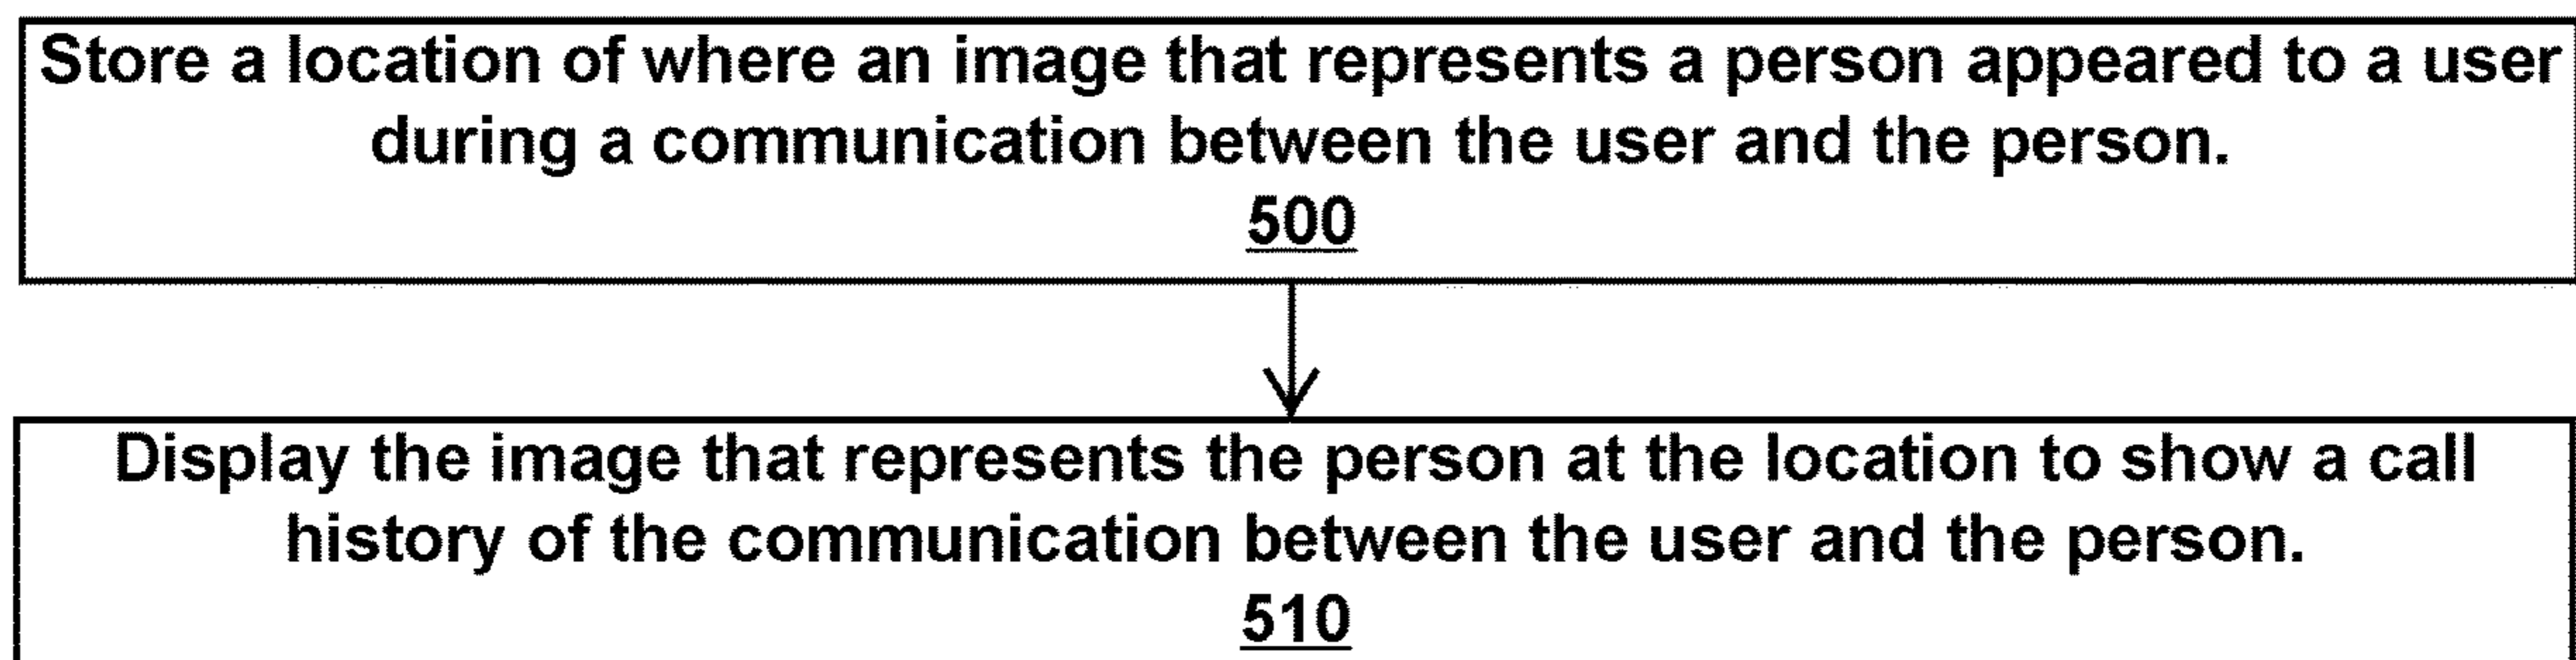 Store a location of where an image that represents a person appeared to a user
during a communication between the user and the person.
500
Display the image that represents the person at the location to show a call
history of the communication between the user and the person.
510